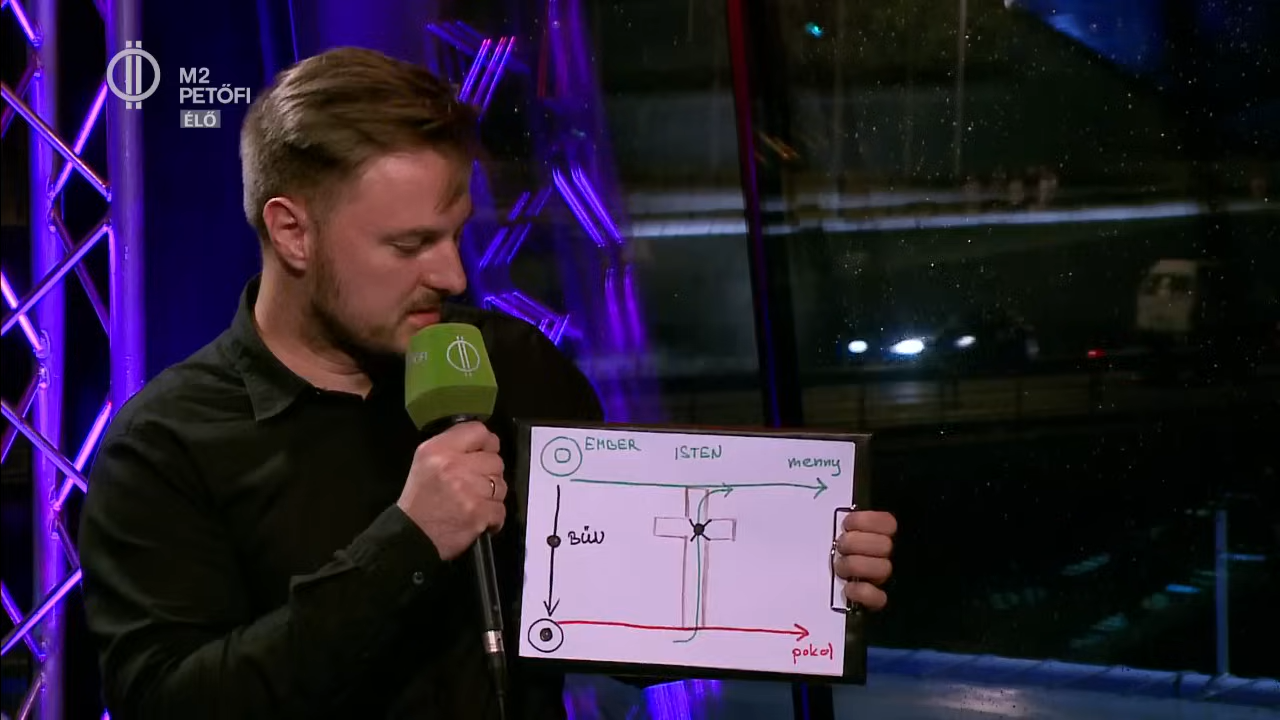 M2
PETŐFI
ÉLŐ
EMBER ISTEN
menny
BŰN
pokol